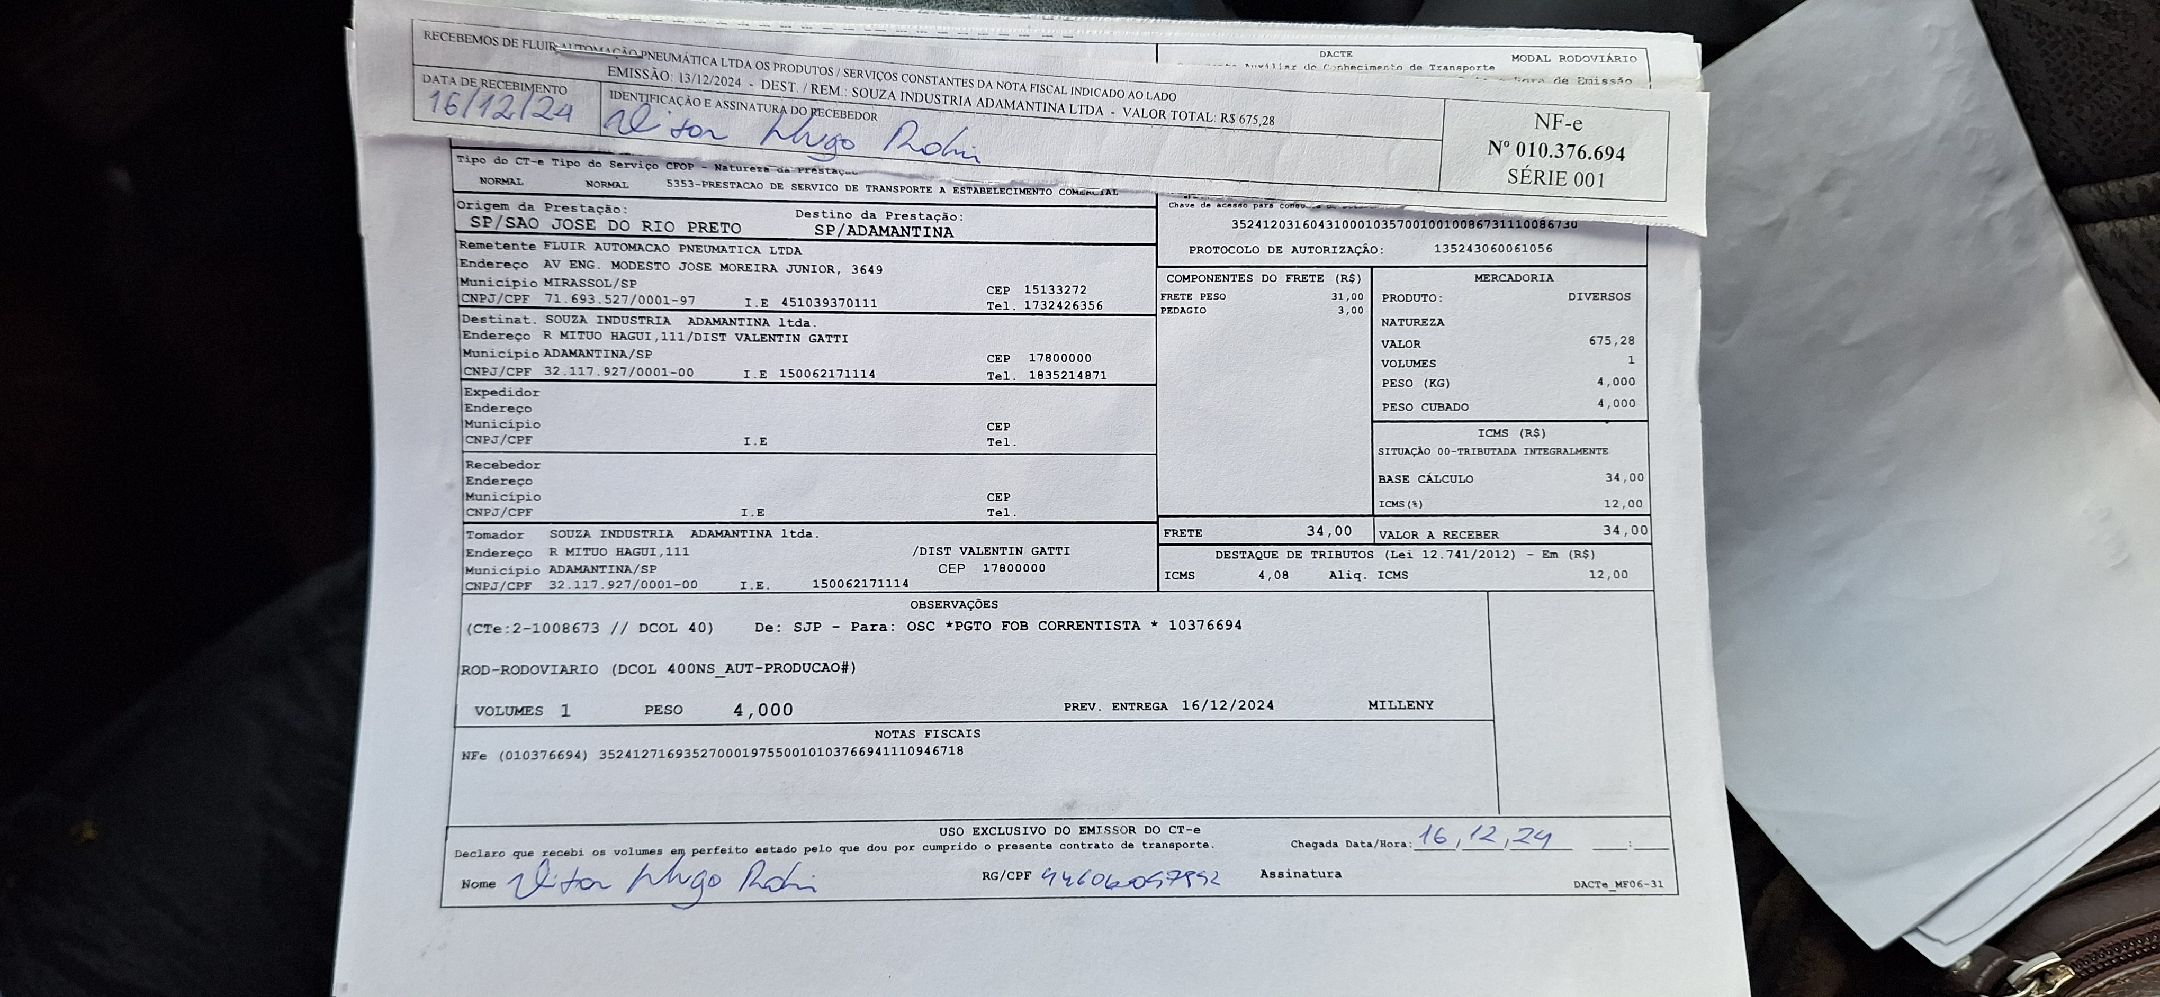 RECEBEMOS DE FLUIR AUTOMAÇÃO PNEUMÁTICA LTDA OS PRODUTOS / SERVIÇOS CONSTANTES DA NOTA FISCAL INDICADO AO LADO
EMISSÃO: 13/12/2024 - DEST. / REM.: SOUZA INDUSTRIA ADAMANTINA LTDA - VALOR TOTAL: R$ 675,28
DATA DE RECEBIMENTO
16/12/24
IDENTIFICAÇÃO E ASSINATURA DO RECEBEDOR
Vitor Hugo
NF-e
Nº 010.376.694
SÉRIE 001
DACTE
MODAL RODOVIÁRIO
Auxiliar do Conhecimento de Transporte
de Emissão
Tipo do CT-e Tipo do Serviço CFOP - Natureza da Prestação
NORMAL NORMAL 5353-PRESTACAO DE SERVICO DE TRANSPORTE A ESTABELECIMENTO COMERCIAL
Origem da Prestação:
SP/SAO JOSE DO RIO PRETO
Destino da Prestação:
SP/ADAMANTINA
Chave de acesso para
PROTOCOLO DE AUTORIZAÇÃO: 135243060061056
Remetente FLUIR AUTOMACAO PNEUMATICA LTDA
Endereço AV ENG. MODESTO JOSE MOREIRA JUNIOR, 3649
Município MIRASSOL/SP CEP 15133272
CNPJ/CPF 71.693.527/0001-97 I.E 451039370111 Tel. 1732426356
Destinat. SOUZA INDUSTRIA ADAMANTINA ltda.
Endereço R MITUO HAGUI,111/DIST VALENTIN GATTI
Município ADAMANTINA/SP CEP 17800000
CNPJ/CPF 32.117.927/0001-00 I.E 150062171114 Tel. 1835214871
Expedidor
Endereço
Município CEP
CNPJ/CPF I.E Tel.
Recebedor
Endereço
Município CEP
CNPJ/CPF I.E Tel.
Tomador SOUZA INDUSTRIA ADAMANTINA ltda.
Endereço R MITUO HAGUI,111 /DIST VALENTIN GATTI
Município ADAMANTINA/SP CEP 17800000
CNPJ/CPF 32.117.927/0001-00 I.E. 150062171114
COMPONENTES DO FRETE (R$)
FRETE PESO 31,00
PEDAGIO 3,00
MERCADORIA
PRODUTO: DIVERSOS
NATUREZA
VALOR 675,28
VOLUMES 1
PESO (KG) 4,000
PESO CUBADO 4,000
ICMS (R$)
SITUAÇÃO 00-TRIBUTADA INTEGRALMENTE
BASE CÁLCULO 34,00
ICMS(%) 12,00
FRETE 34,00 VALOR A RECEBER 34,00
DESTAQUE DE TRIBUTOS (Lei 12.741/2012) - Em (R$)
ICMS 4,08 Aliq. ICMS 12,00
OBSERVAÇÕES
(CTe:2-1008673 // DCOL 40) De: SJP - Para: OSC *PGTO FOB CORRENTISTA * 10376694
ROD-RODOVIARIO (DCOL 400NS_AUT-PRODUCAO#)
VOLUMES 1 PESO 4,000 PREV. ENTREGA 16/12/2024 MILLENY
NOTAS FISCAIS
NFe (010376694) 35241271693527000197550010103766941110946718
USO EXCLUSIVO DO EMISSOR DO CT-e
Declaro que recebi os volumes em perfeito estado pelo que dou por cumprido o presente contrato de transporte.
Chegada Data/Hora: 16,12,24 :
Nome Vitor Hugo RG/CPF Assinatura
DACTe_MF06-31